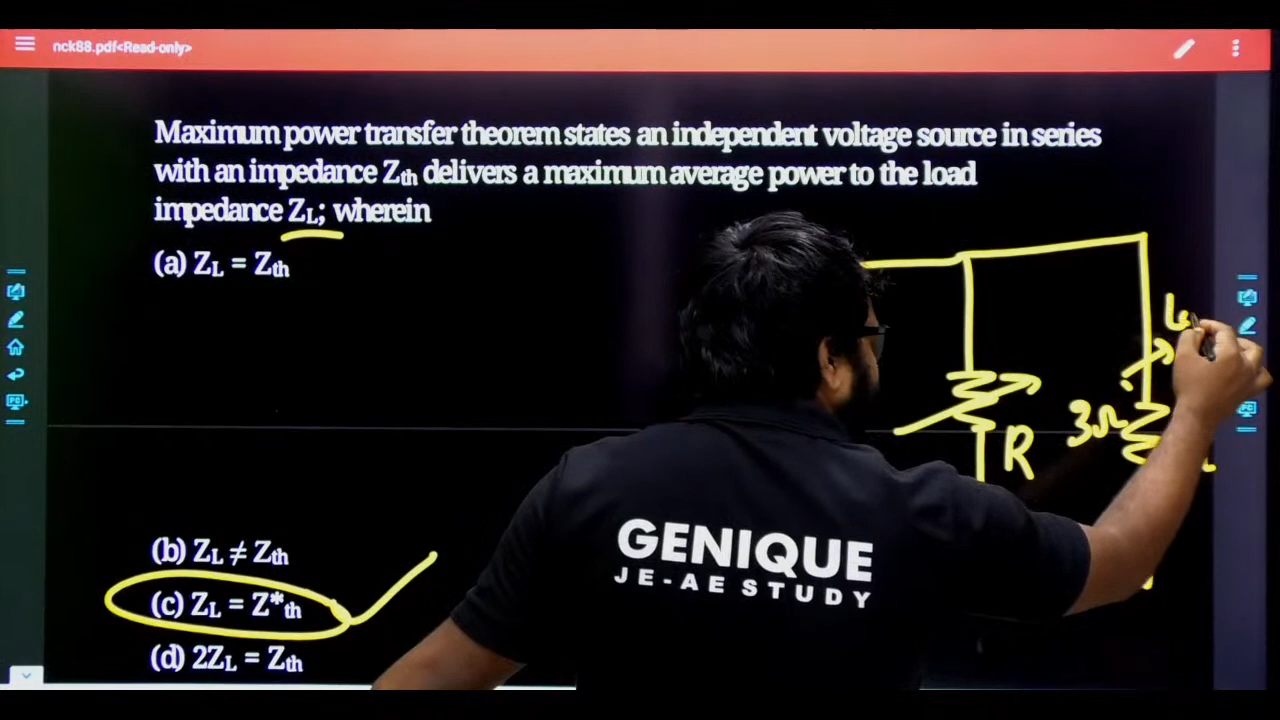 nck88.pdf<Read-only>
Maximum power transfer theorem states an independent voltage source in series
with an impedance Zth delivers a maximum average power to the load
impedance ZL; wherein
(a) ZL = Zth
(b) ZL ≠ Zth
(c) ZL = Z*th
(d) 2ZL = Zth
3Ω
R
GENIQUE
JE-AE STUDY